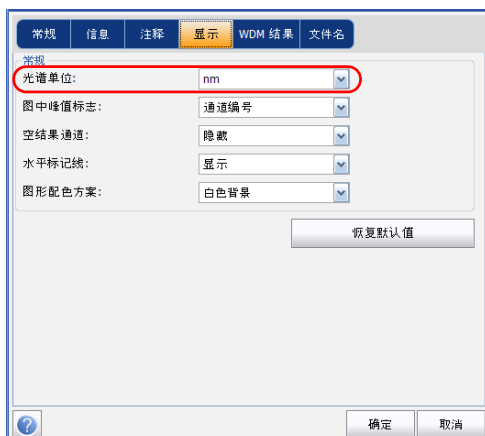 常规 信息 注释 显示 WDM 结果 文件名
常规
光谱单位: nm
图中峰值标志: 通道编号
空结果通道: 隐藏
水平标记线: 显示
图形配色方案: 白色背景
恢复默认值
? 确定 取消